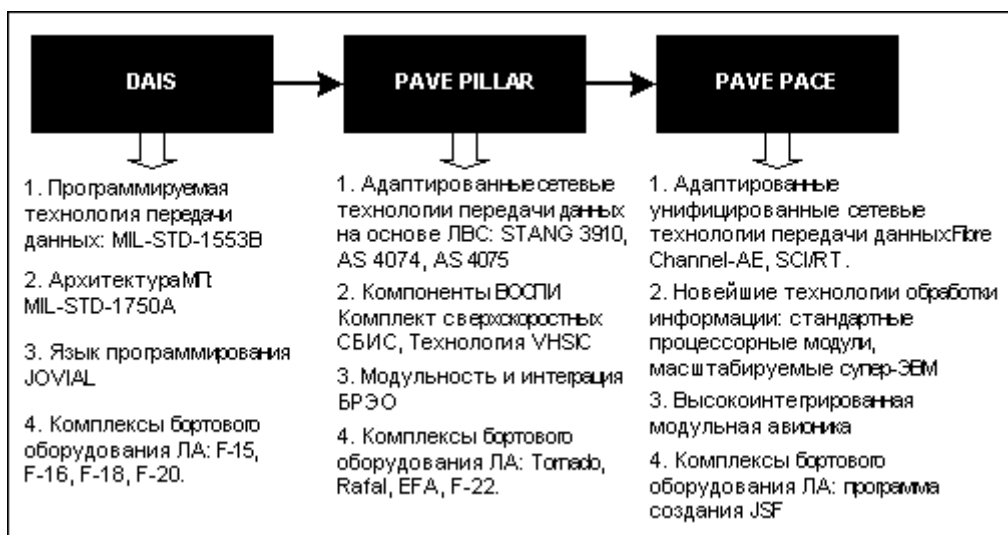 DAIS
PAVE PILLAR
PAVE PACE
1. Программируемая
технология передачи
данных: MIL-STD-1553B
2. Архитектура МП:
MIL-STD-1750A
3. Язык программирования
JOVIAL
4. Комплексы бортового
оборудования ЛА: F-15,
F-16, F-18, F-20.
1. Адаптированные сетевые
технологии передачи данных
на основе ЛВС: STANG 3910,
AS 4074, AS 4075
2. Компоненты ВОСПИ
Комплект сверхскоростных
СБИС, Технология VHSIC
3. Модульность и интеграция
БРЭО
4. Комплексы бортового
оборудования ЛА: Tornado,
Rafal, EFA, F-22.
1. Адаптированные
унифицированные сетевые
технологии передачи данных:Fibre
Channel-AE, SCI/RT.
2. Новейшие технологии обработки
информации: стандартные
процессорные модули,
масштабируемые супер-ЭВМ
3. Высокоинтегрированная
модульная авионика
4. Комплексы бортового
оборудования ЛА: программа
создания JSF